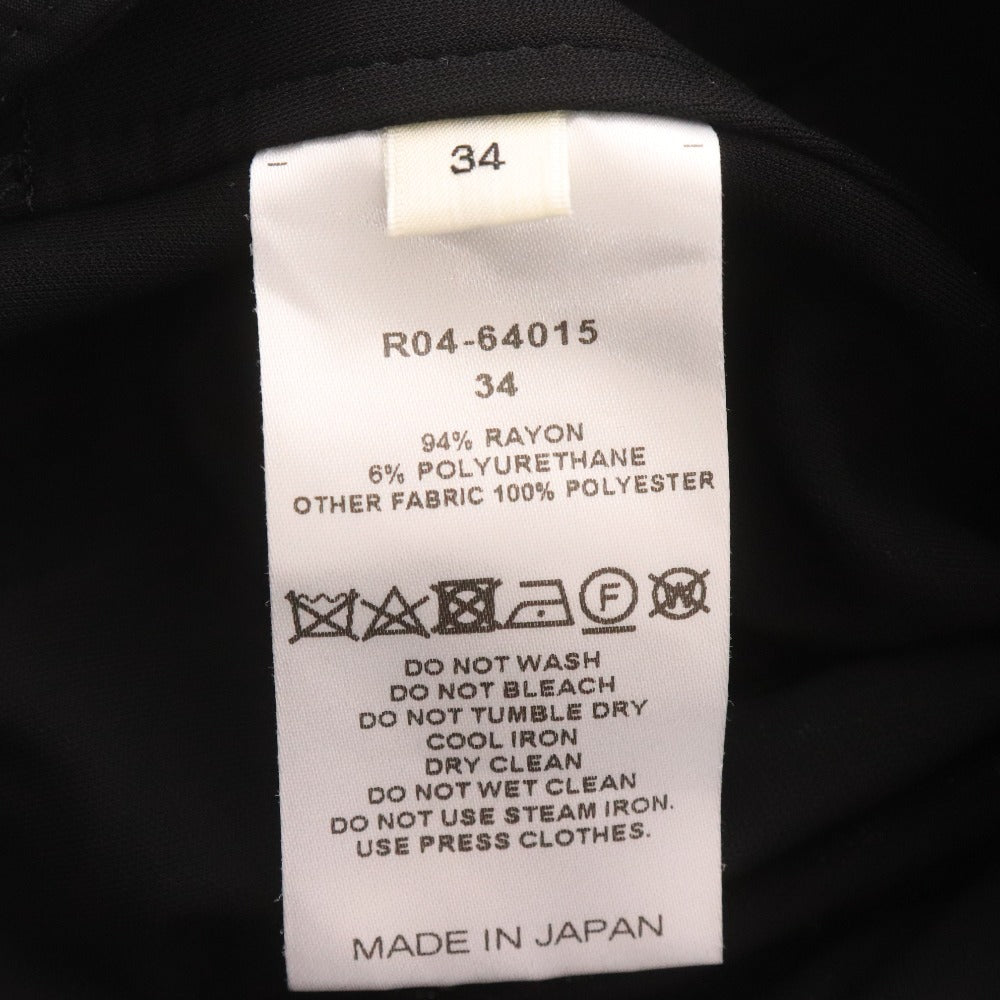 34
R04-64015
34
94% RAYON
6% POLYURETHANE
OTHER FABRIC 100% POLYESTER
F W
DO NOT WASH
DO NOT BLEACH
DO NOT TUMBLE DRY
COOL IRON
DRY CLEAN
DO NOT WET CLEAN
DO NOT USE STEAM IRON.
USE PRESS CLOTHES.
MADE IN JAPAN